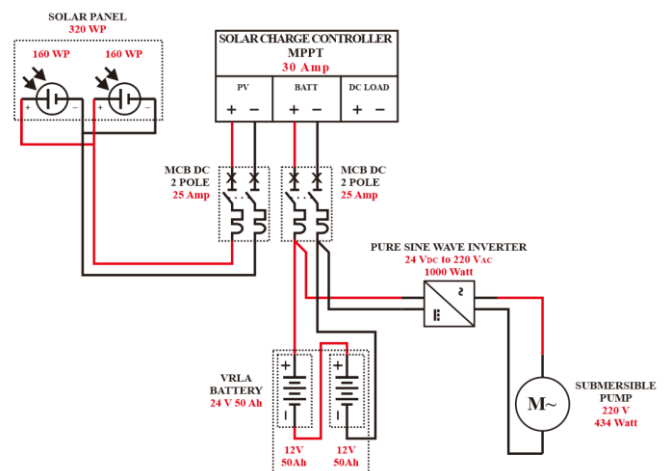 SOLAR PANEL
320 WP
160 WP
160 WP
+
−
+
−
SOLAR CHARGE CONTROLLER
MPPT
30 Amp
PV
BATT
DC LOAD
+ −
+ −
+ −
MCB DC
2 POLE
25 Amp
MCB DC
2 POLE
25 Amp
PURE SINE WAVE INVERTER
24 VDC to 220 VAC
1000 Watt
VRLA
BATTERY
24 V 50 Ah
+
−
+
−
12V
50Ah
12V
50Ah
M~
SUBMERSIBLE
PUMP
220 V
434 Watt